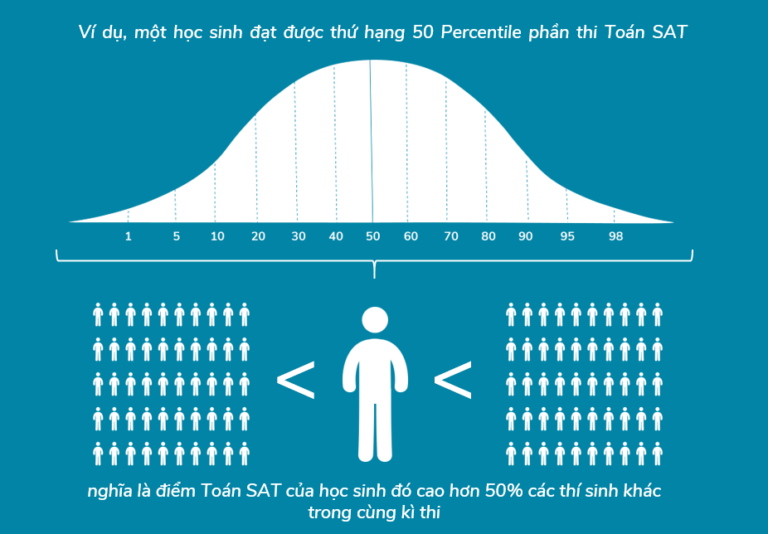 Ví dụ, một học sinh đạt được thứ hạng 50 Percentile phần thi Toán SAT
1 5 10 20 30 40 50 60 70 80 90 95 98
< <
nghĩa là điểm Toán SAT của học sinh đó cao hơn 50% các thí sinh khác
trong cùng kì thi